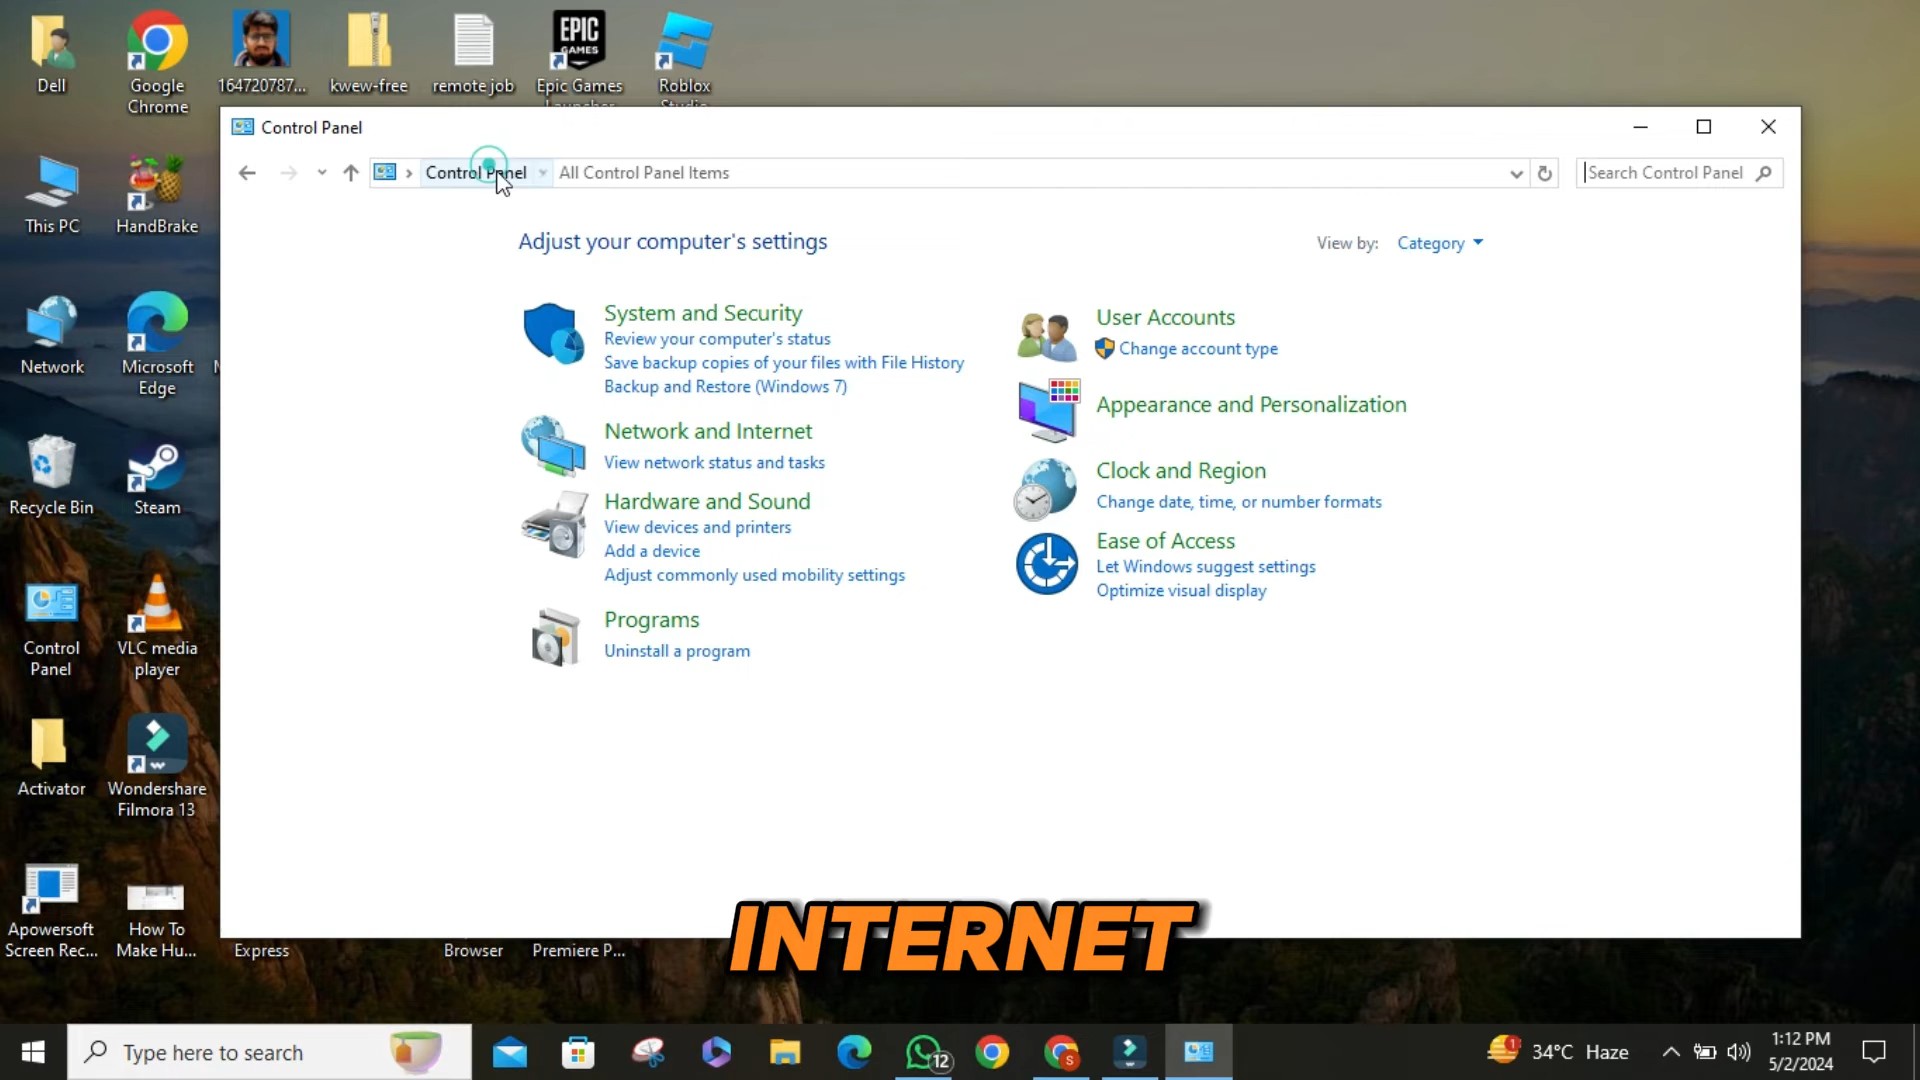 Dell
Google
Chrome
164720787...
kwew-free
remote job
EPIC
GAMES
Epic Games
Launcher
Roblox
Studio
Control Panel
Control Panel
All Control Panel Items
Search Control Panel
This PC
HandBrake
Adjust your computer's settings
View by:
Category
System and Security
Review your computer's status
Save backup copies of your files with File History
Backup and Restore (Windows 7)
Network and Internet
View network status and tasks
Hardware and Sound
View devices and printers
Add a device
Adjust commonly used mobility settings
Programs
Uninstall a program
User Accounts
Change account type
Appearance and Personalization
Clock and Region
Change date, time, or number formats
Ease of Access
Let Windows suggest settings
Optimize visual display
Network
Microsoft
Edge
Recycle Bin
Steam
Control
Panel
VLC media
player
Activator
Wondershare
Filmora 13
Apowersoft
Screen Rec...
How To
Make Hu...
Express
Browser
Premiere P...
INTERNET
Type here to search
12
S
1
34°C Haze
1:12 PM
5/2/2024